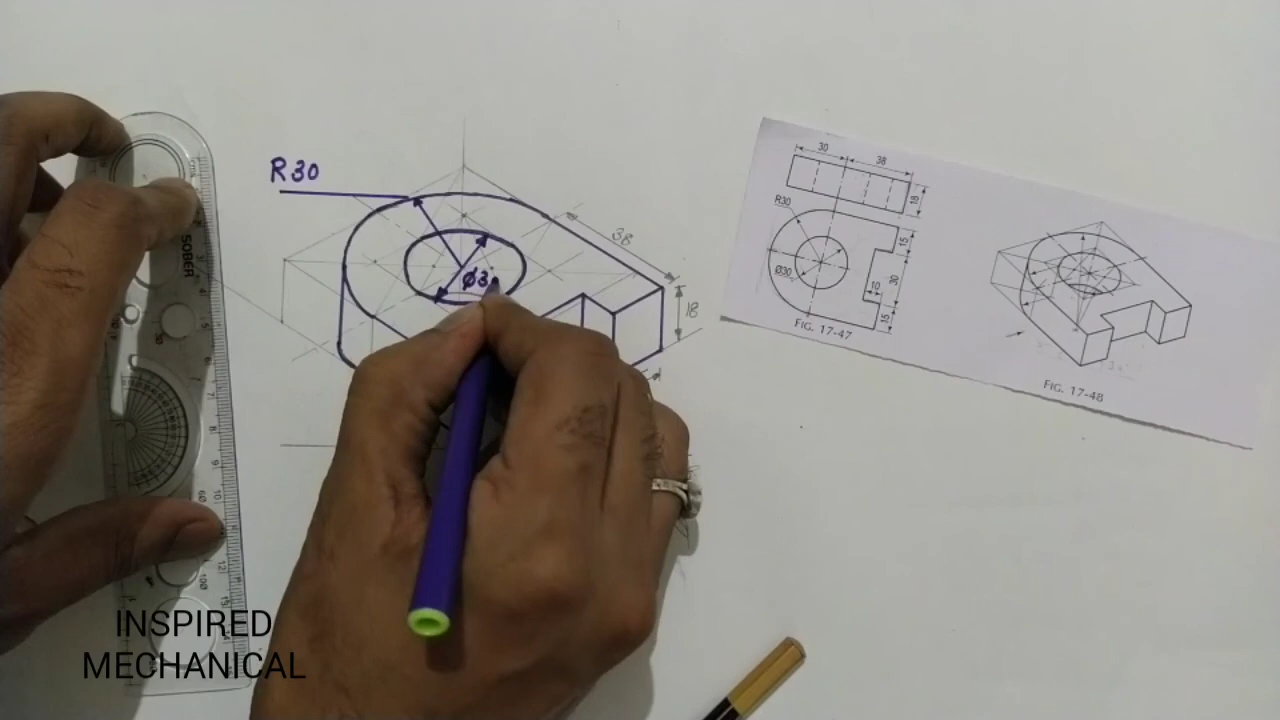 R30
38
18
Ø3
SOBER
30
38
18
R30
15
Ø30
30
10
15
FIG. 17-47
FIG. 17-48
INSPIRED
MECHANICAL